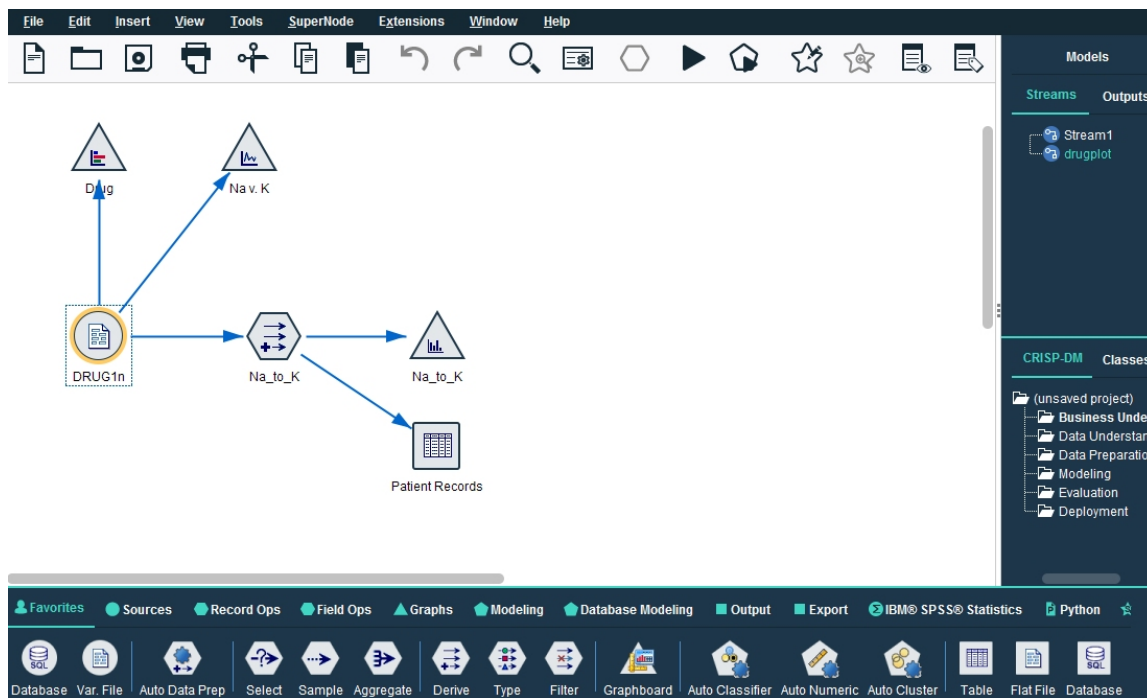 File Edit Insert View Tools SuperNode Extensions Window Help
Models
Streams Outputs
Stream1
drugplot
Drug
Na v. K
DRUG1n
Na_to_K
Na_to_K
Patient Records
CRISP-DM Classes
(unsaved project)
Business Unde
Data Understan
Data Preparatio
Modeling
Evaluation
Deployment
Favorites Sources Record Ops Field Ops Graphs Modeling Database Modeling Output Export IBM® SPSS® Statistics Python
SQL SQL
Database Var. File Auto Data Prep Select Sample Aggregate Derive Type Filter Graphboard Auto Classifier Auto Numeric Auto Cluster Table Flat File Database